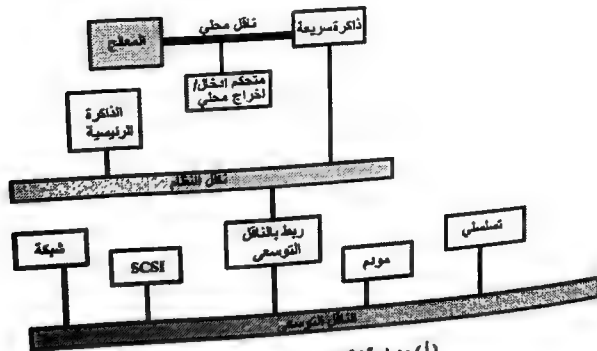 ناقل محلي
المعالج
ذاكرة سريعة
متحكم ادخال/
اخراج محلي
الذاكرة
الرئيسية
ناقل النظام
شبكة
SCSI
ربط بالناقل
التوسعي
مودم
تسلسلي
الناقل التوسعي
(أ)